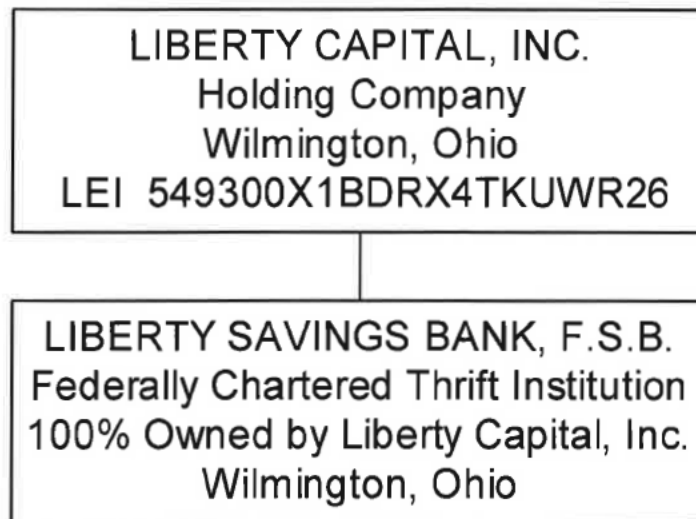 LIBERTY CAPITAL, INC.
Holding Company
Wilmington, Ohio
LEI 549300X1BDRX4TKUWR26
LIBERTY SAVINGS BANK, F.S.B.
Federally Chartered Thrift Institution
100% Owned by Liberty Capital, Inc.
Wilmington, Ohio